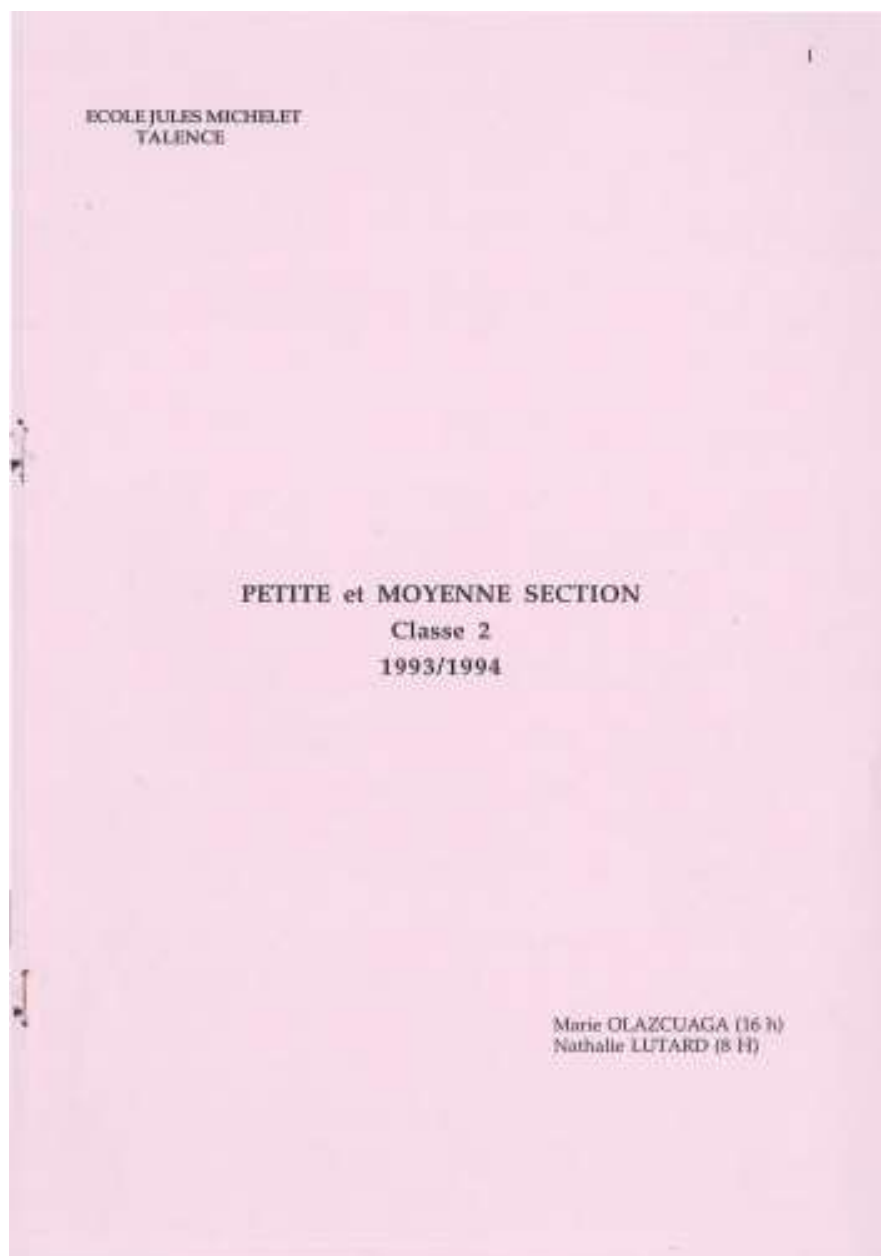 1
ECOLE JULES MICHELET
TALENCE
PETITE et MOYENNE SECTION
Classe 2
1993/1994
Marie OLAZCUAGA (16 h)
Nathalie LUTARD (8 H)